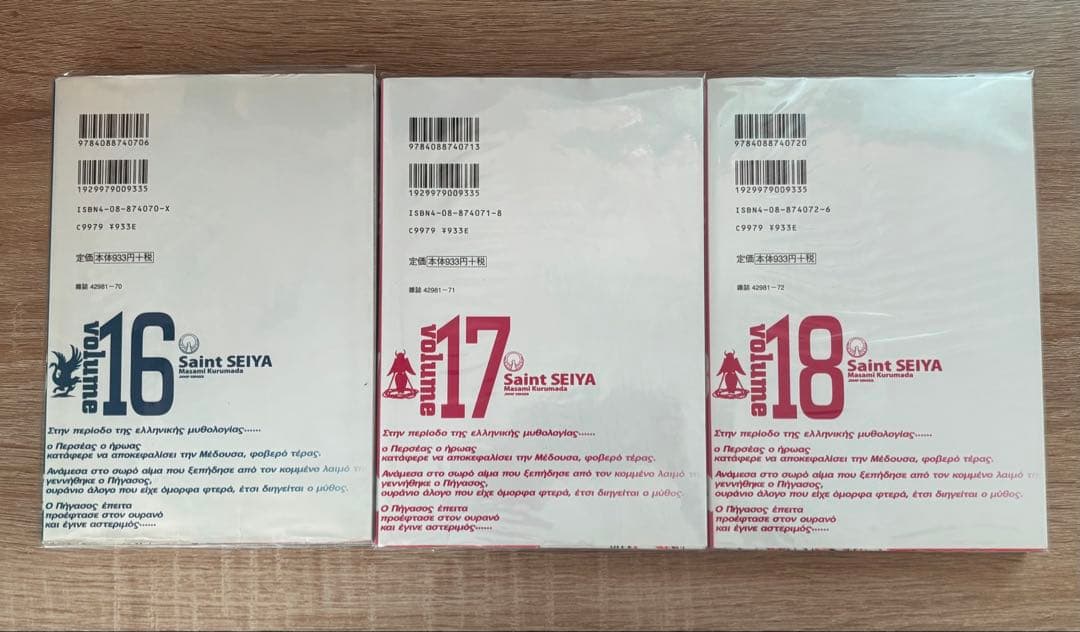 9784088740706
1929979009335
ISBN4-08-874070-X
C9979 ¥933E
定価 本体933円+税
雑誌 42981-70
volume 16
Saint SEIYA
Masami Kurumada
JUMP COMICS
Στην περίοδο της ελληνικής μυθολογίας······
ο Περσέας ο ήρωας
κατάφερε να αποκεφαλίσει την Μέδουσα, φοβερό τέρας.
Ανάμεσα στο σωρό αίμα που ξεπήδησε από τον κομμένο λαιμό της
γεννήθηκε ο Πήγασος,
ουράνιο άλογο που είχε όμορφα φτερά, έτσι διηγείται ο μύθος.
Ο Πήγασος έπειτα
προέφτασε στον ουρανό
και έγινε αστερισμός······
9784088740713
1929979009335
ISBN4-08-874071-8
C9979 ¥933E
定価 本体933円+税
雑誌 42981-71
volume 17
Saint SEIYA
Masami Kurumada
Στην περίοδο της ελληνικής μυθολογίας······
ο Περσέας ο ήρωας
κατάφερε να αποκεφαλίσει την Μέδουσα, φοβερό τέρας.
Ανάμεσα στο σωρό αίμα που ξεπήδησε από τον κομμένο λαιμό
γεννήθηκε ο Πήγασος,
ουράνιο άλογο που είχε όμορφα φτερά, έτσι διηγείται ο μύθος.
Ο Πήγασος έπειτα
προέφτασε στον ουρανό
και έγινε αστεριμός······
9784088740720
1929979009335
ISBN4-08-874072-6
C9979 ¥933E
定価 本体933円+税
雑誌 42981-72
volume 18
Saint SEIYA
Masami Kurumada
Στην περίοδο της ελληνικής μυθολογίας······
ο Περσέας ο ήρωας
κατάφερε να αποκεφαλίσει την Μέδουσα, φοβερό τέρας.
Ανάμεσα στο σωρό αίμα που ξεπήδησε από τον κομμένο λαιμό
γεννήθηκε ο Πήγασος,
ουράνιο άλογο που είχε όμορφα φτερά, έτσι διηγείται ο μύθος.
Ο Πήγασος έπειτα
προέφτασε στον ουρανό
και έγινε αστεριμός······